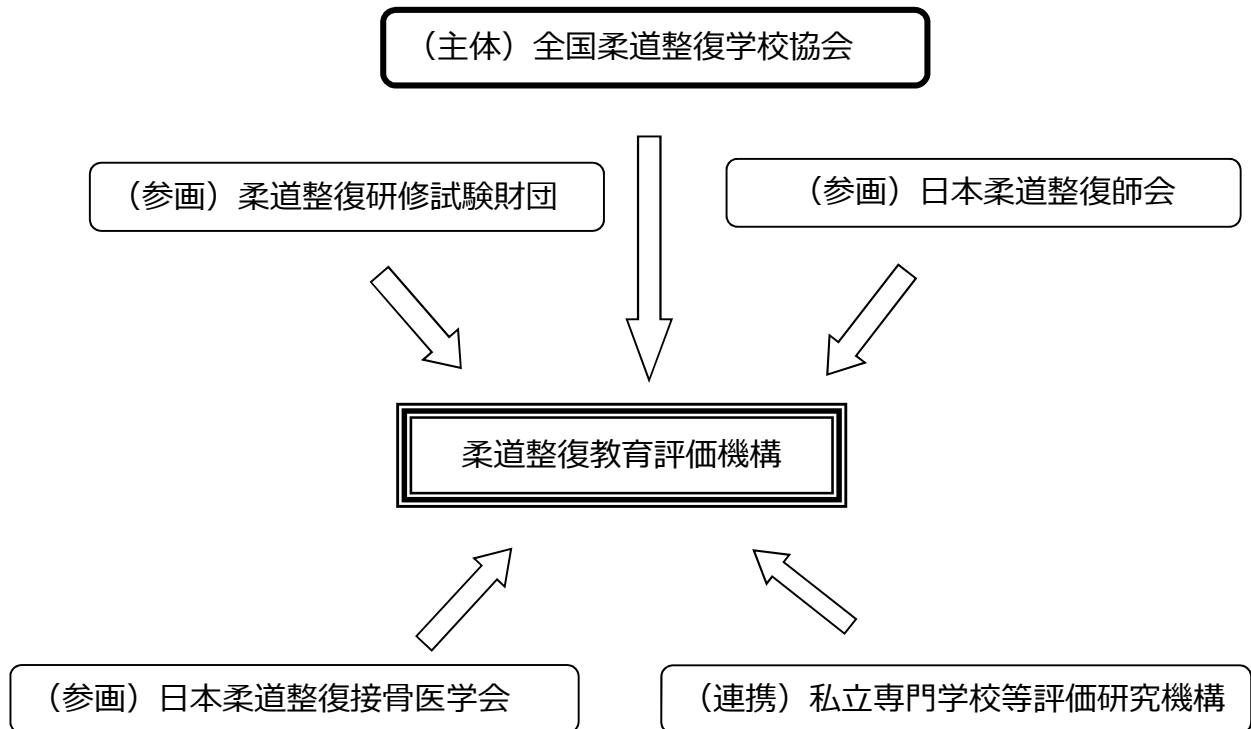 （主体）全国柔道整復学校協会
（参画）柔道整復研修試験財団
（参画）日本柔道整復師会
柔道整復教育評価機構
（参画）日本柔道整復接骨医学会
（連携）私立専門学校等評価研究機構